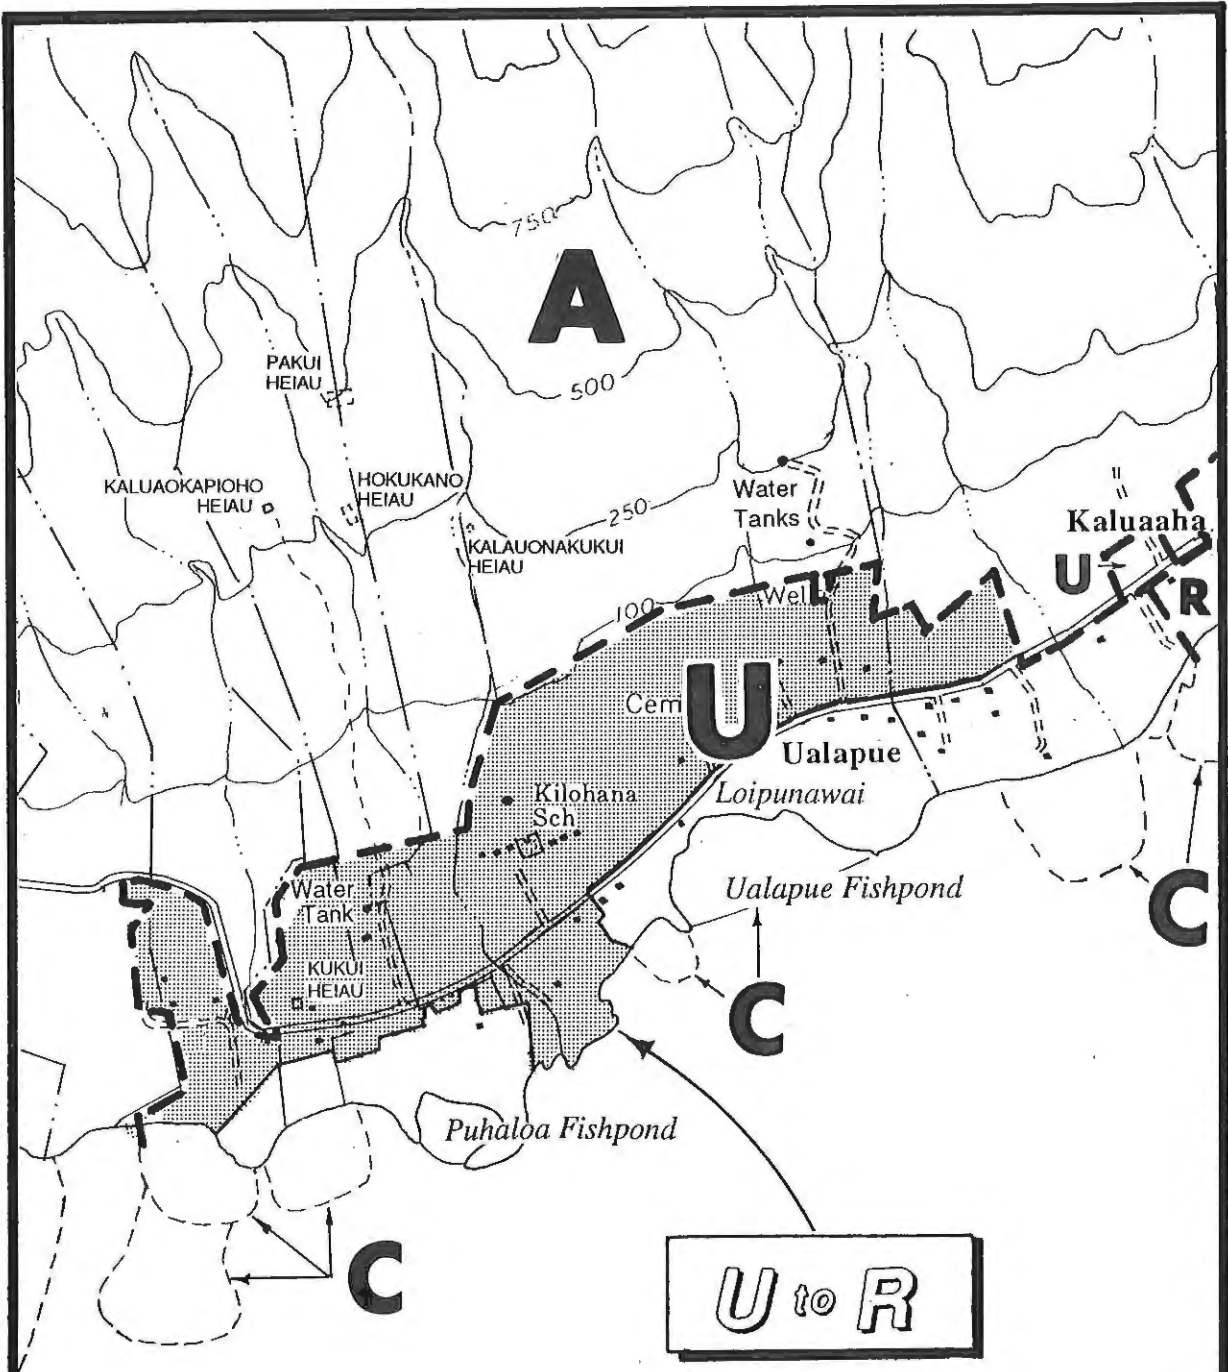 750
A
PAKUI
HEIAU
500
KALUAOKAPIOHO
HEIAU
HOKUKANO
HEIAU
Water
Tanks
250
Kaluaaha
KALAUONAKUKUI
HEIAU
U
R
100
Wel
Cem
U
Ualapue
Kilohana
Sch
Loipunawai
Water
Tank
Ualapue Fishpond
C
KUKUI
HEIAU
C
Puhaloa Fishpond
C
U to R